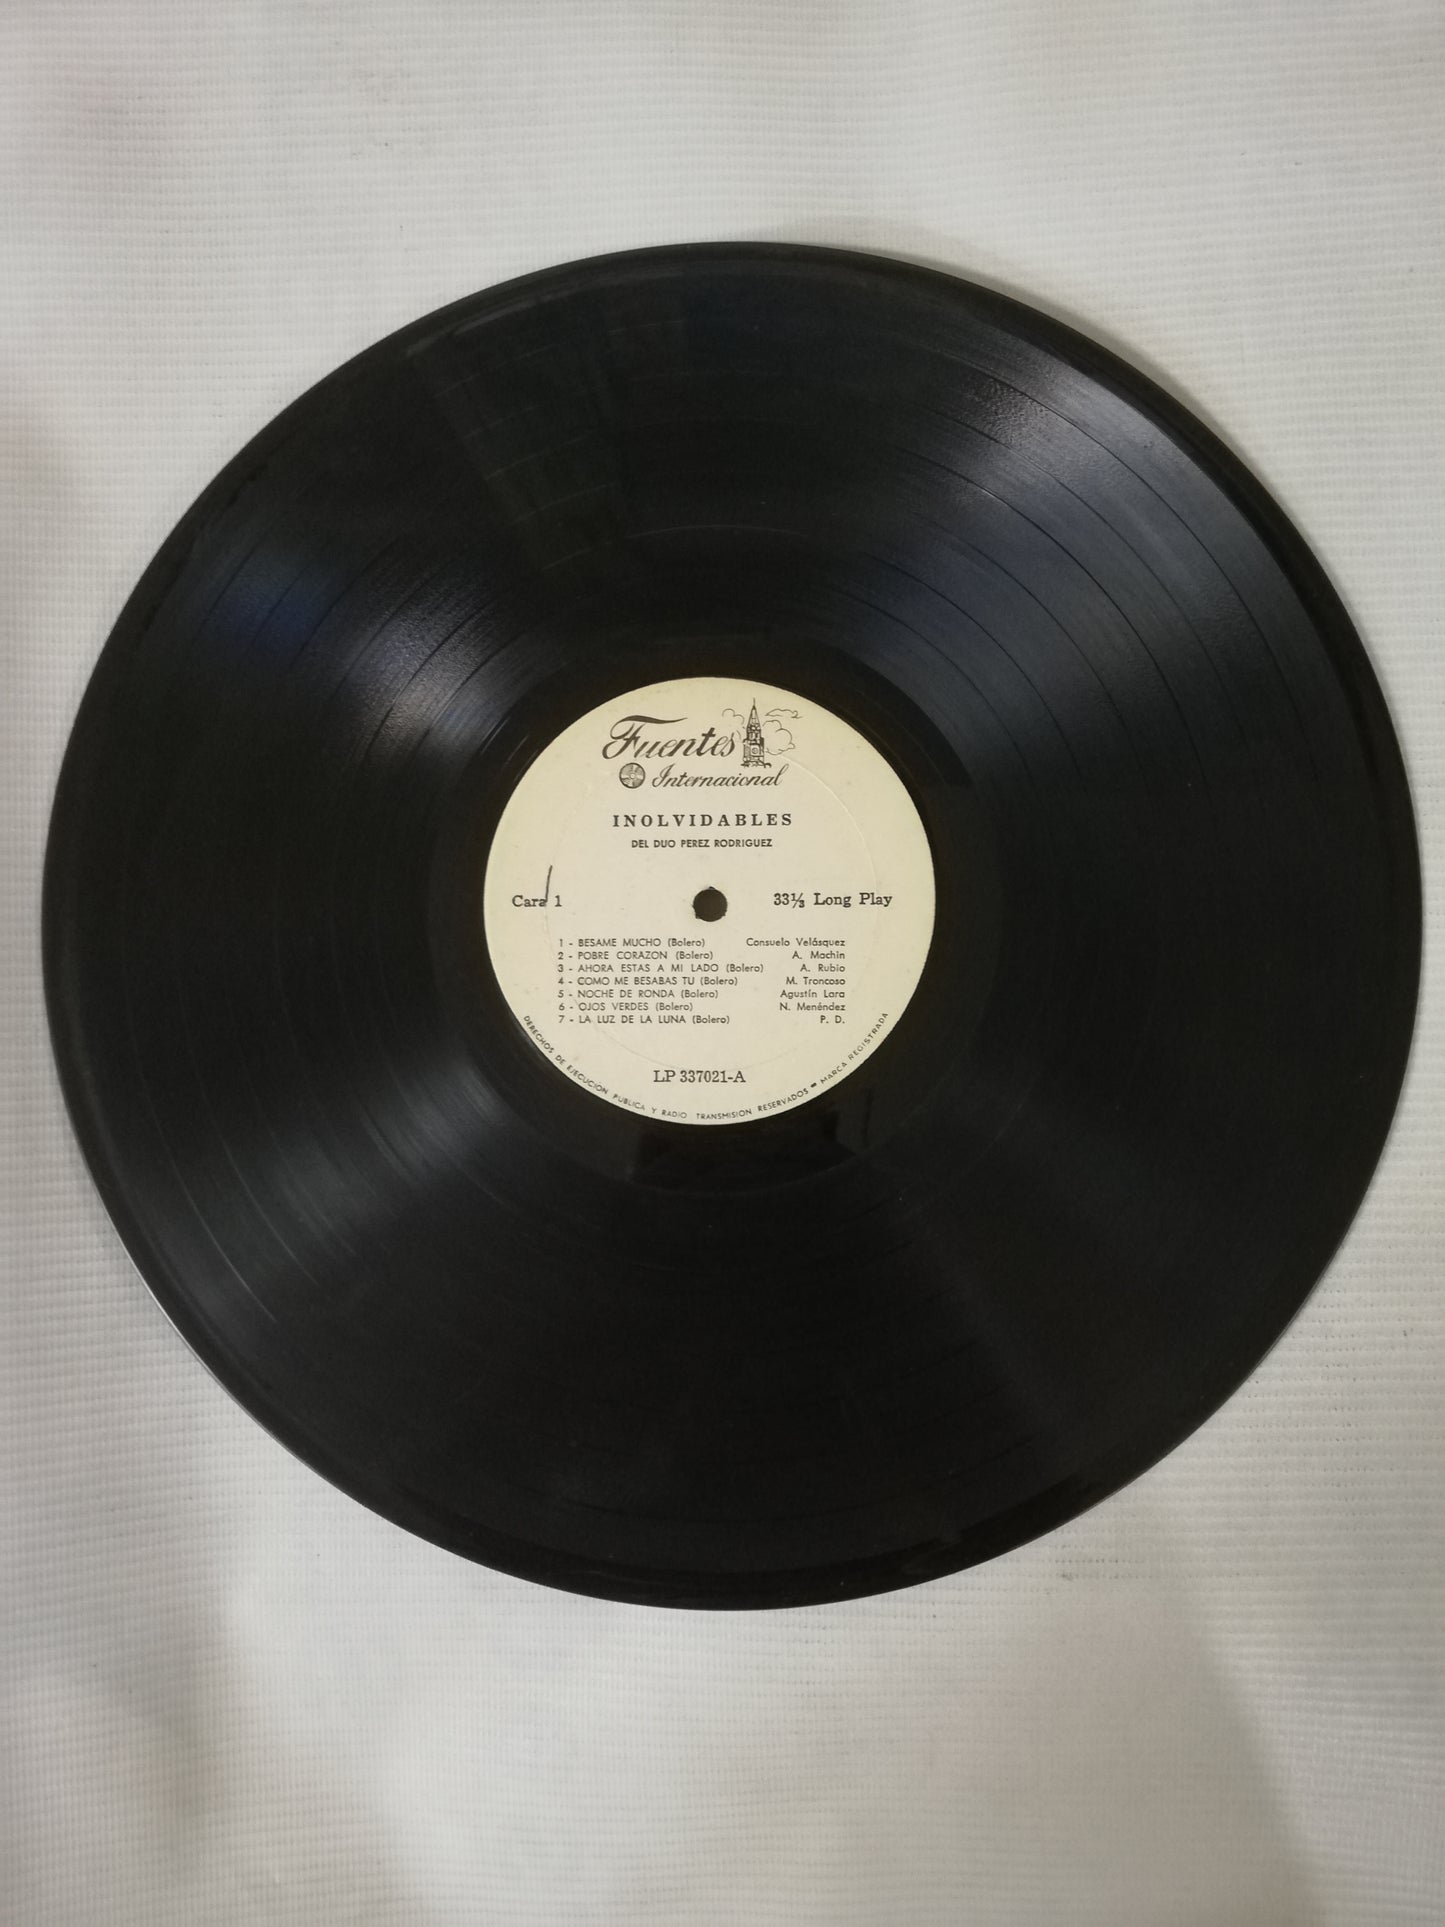 Fuentes
Internacional
INOLVIDABLES
DEL DUO PEREZ RODRIGUEZ
Cara 1 33⅓ Long Play
1 - BESAME MUCHO (Bolero) Consuelo Velásquez
2 - POBRE CORAZON (Bolero) A. Machin
3 - AHORA ESTAS A MI LADO (Bolero) A. Rubio
4 - COMO ME BESABAS TU (Bolero) M. Troncoso
5 - NOCHE DE RONDA (Bolero) Agustín Lara
6 - OJOS VERDES (Bolero) N. Menéndez
7 - LA LUZ DE LA LUNA (Bolero) P. D.
LP 337021-A
DERECHOS DE EJECUCION PUBLICA Y RADIO TRANSMISION RESERVADOS - MARCA REGISTRADA